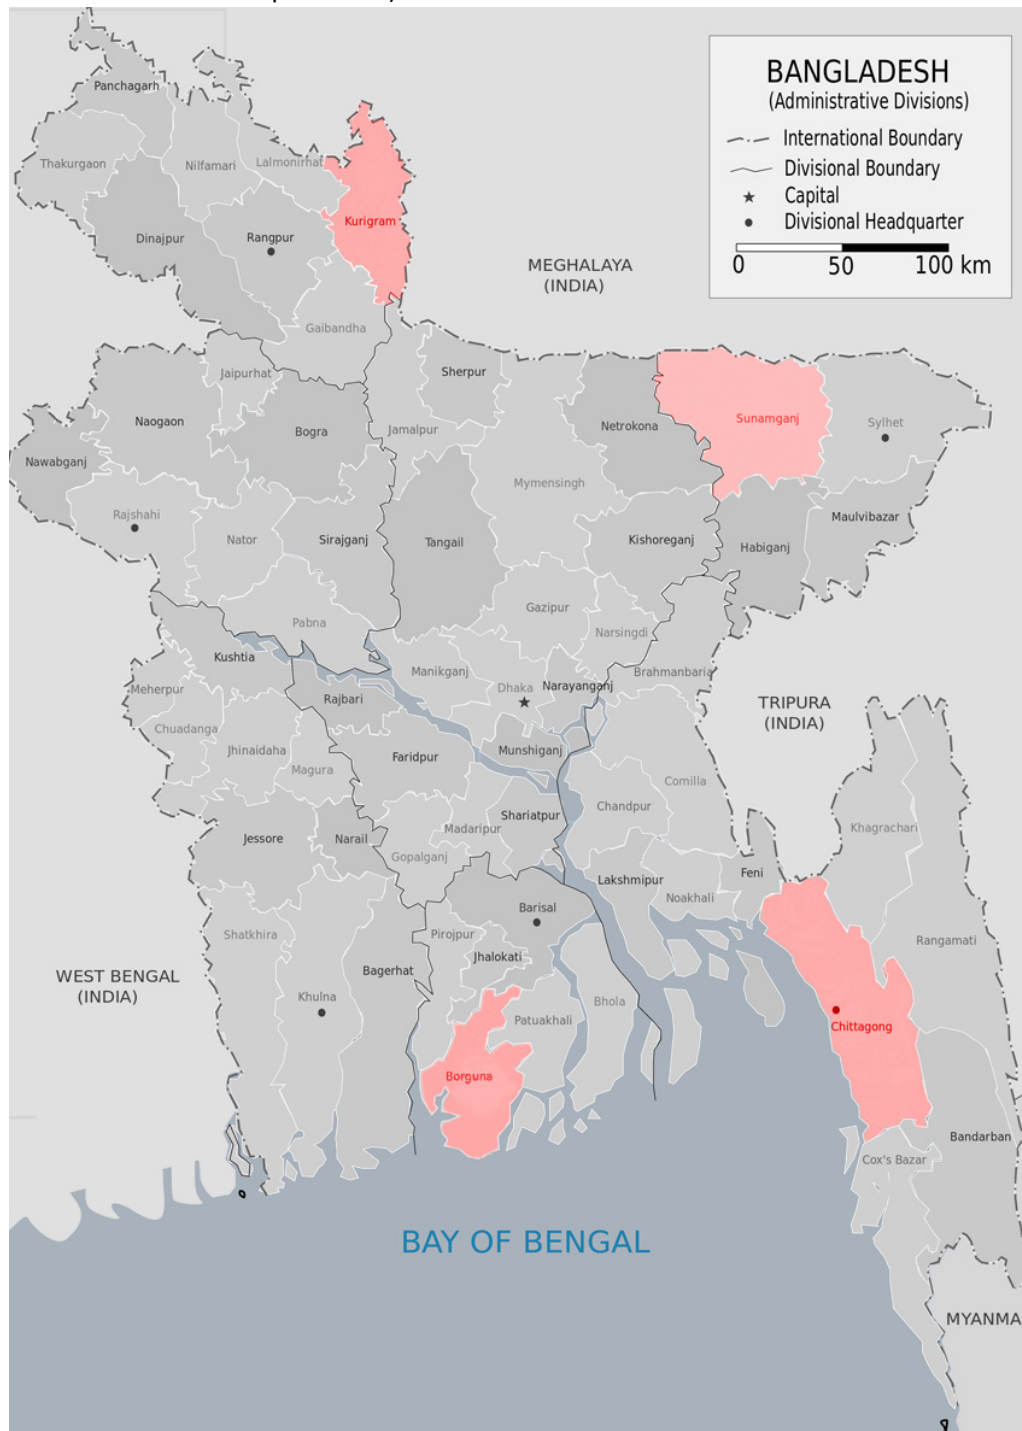 BANGLADESH
(Administrative Divisions)
International Boundary
Divisional Boundary
Capital
Divisional Headquarter
0 50 100 km
Panchagarh
Thakurgaon
Nilfamari
Lalmonirhat
Kurigram
Dinajpur
Rangpur
MEGHALAYA
(INDIA)
Gaibandha
Jaipurhat
Sherpur
Naogaon
Bogra
Jamalpur
Netrokona
Sunamganj
Sylhet
Nawabganj
Mymensingh
Rajshahi
Nator
Sirajganj
Tangail
Kishoreganj
Habiganj
Maulvibazar
Pabna
Gazipur
Narsingdi
Kushtia
Manikganj
Brahmanbaria
Meherpur
Rajbari
Dhaka
Narayanganj
TRIPURA
(INDIA)
Chuadanga
Jhinaidaha
Magura
Faridpur
Munshiganj
Comilla
Chandpur
Shariatpur
Madaripur
Khagrachari
Jessore
Narail
Gopalganj
Lakshmipur
Feni
Noakhali
Barisal
Shatkhira
Pirojpur
Rangamati
Jhalokati
Bagerhat
WEST BENGAL
(INDIA)
Khulna
Bhola
Patuakhali
Chittagong
Borguna
Bandarban
Cox's Bazar
BAY OF BENGAL
MYANMA